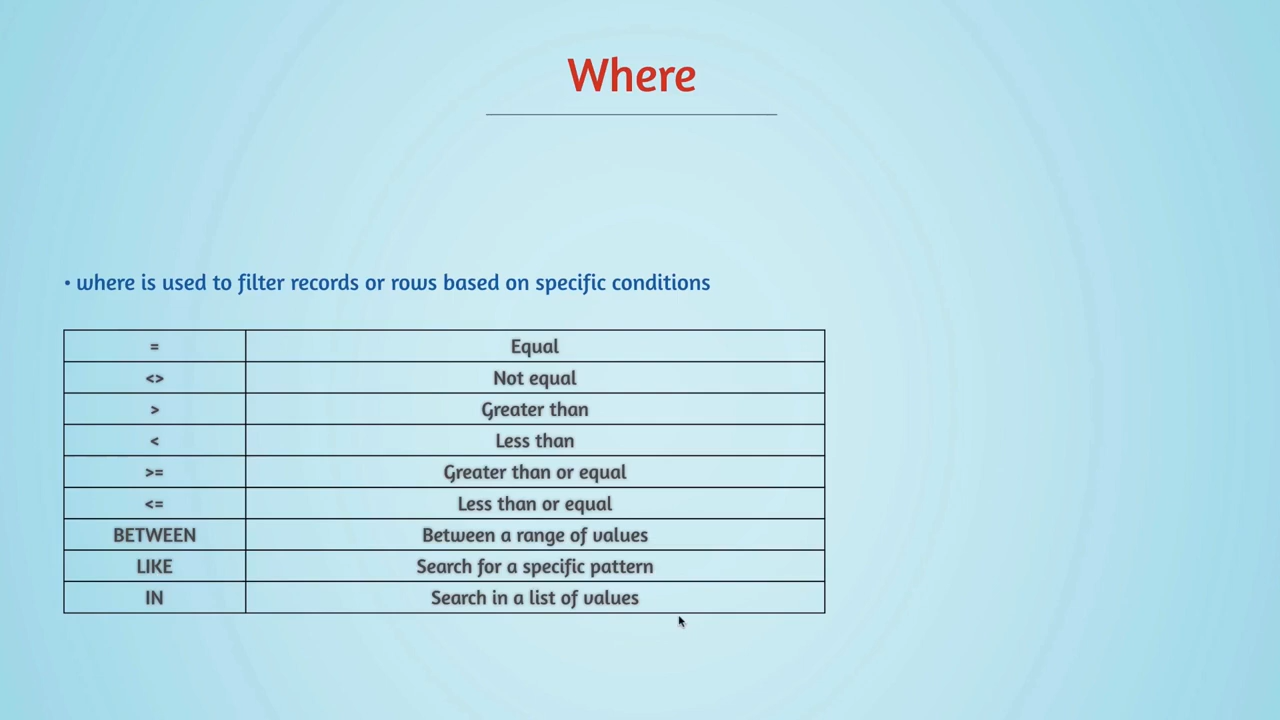 Where
• where is used to filter records or rows based on specific conditions
= Equal
<> Not equal
> Greater than
< Less than
>= Greater than or equal
<= Less than or equal
BETWEEN Between a range of values
LIKE Search for a specific pattern
IN Search in a list of values